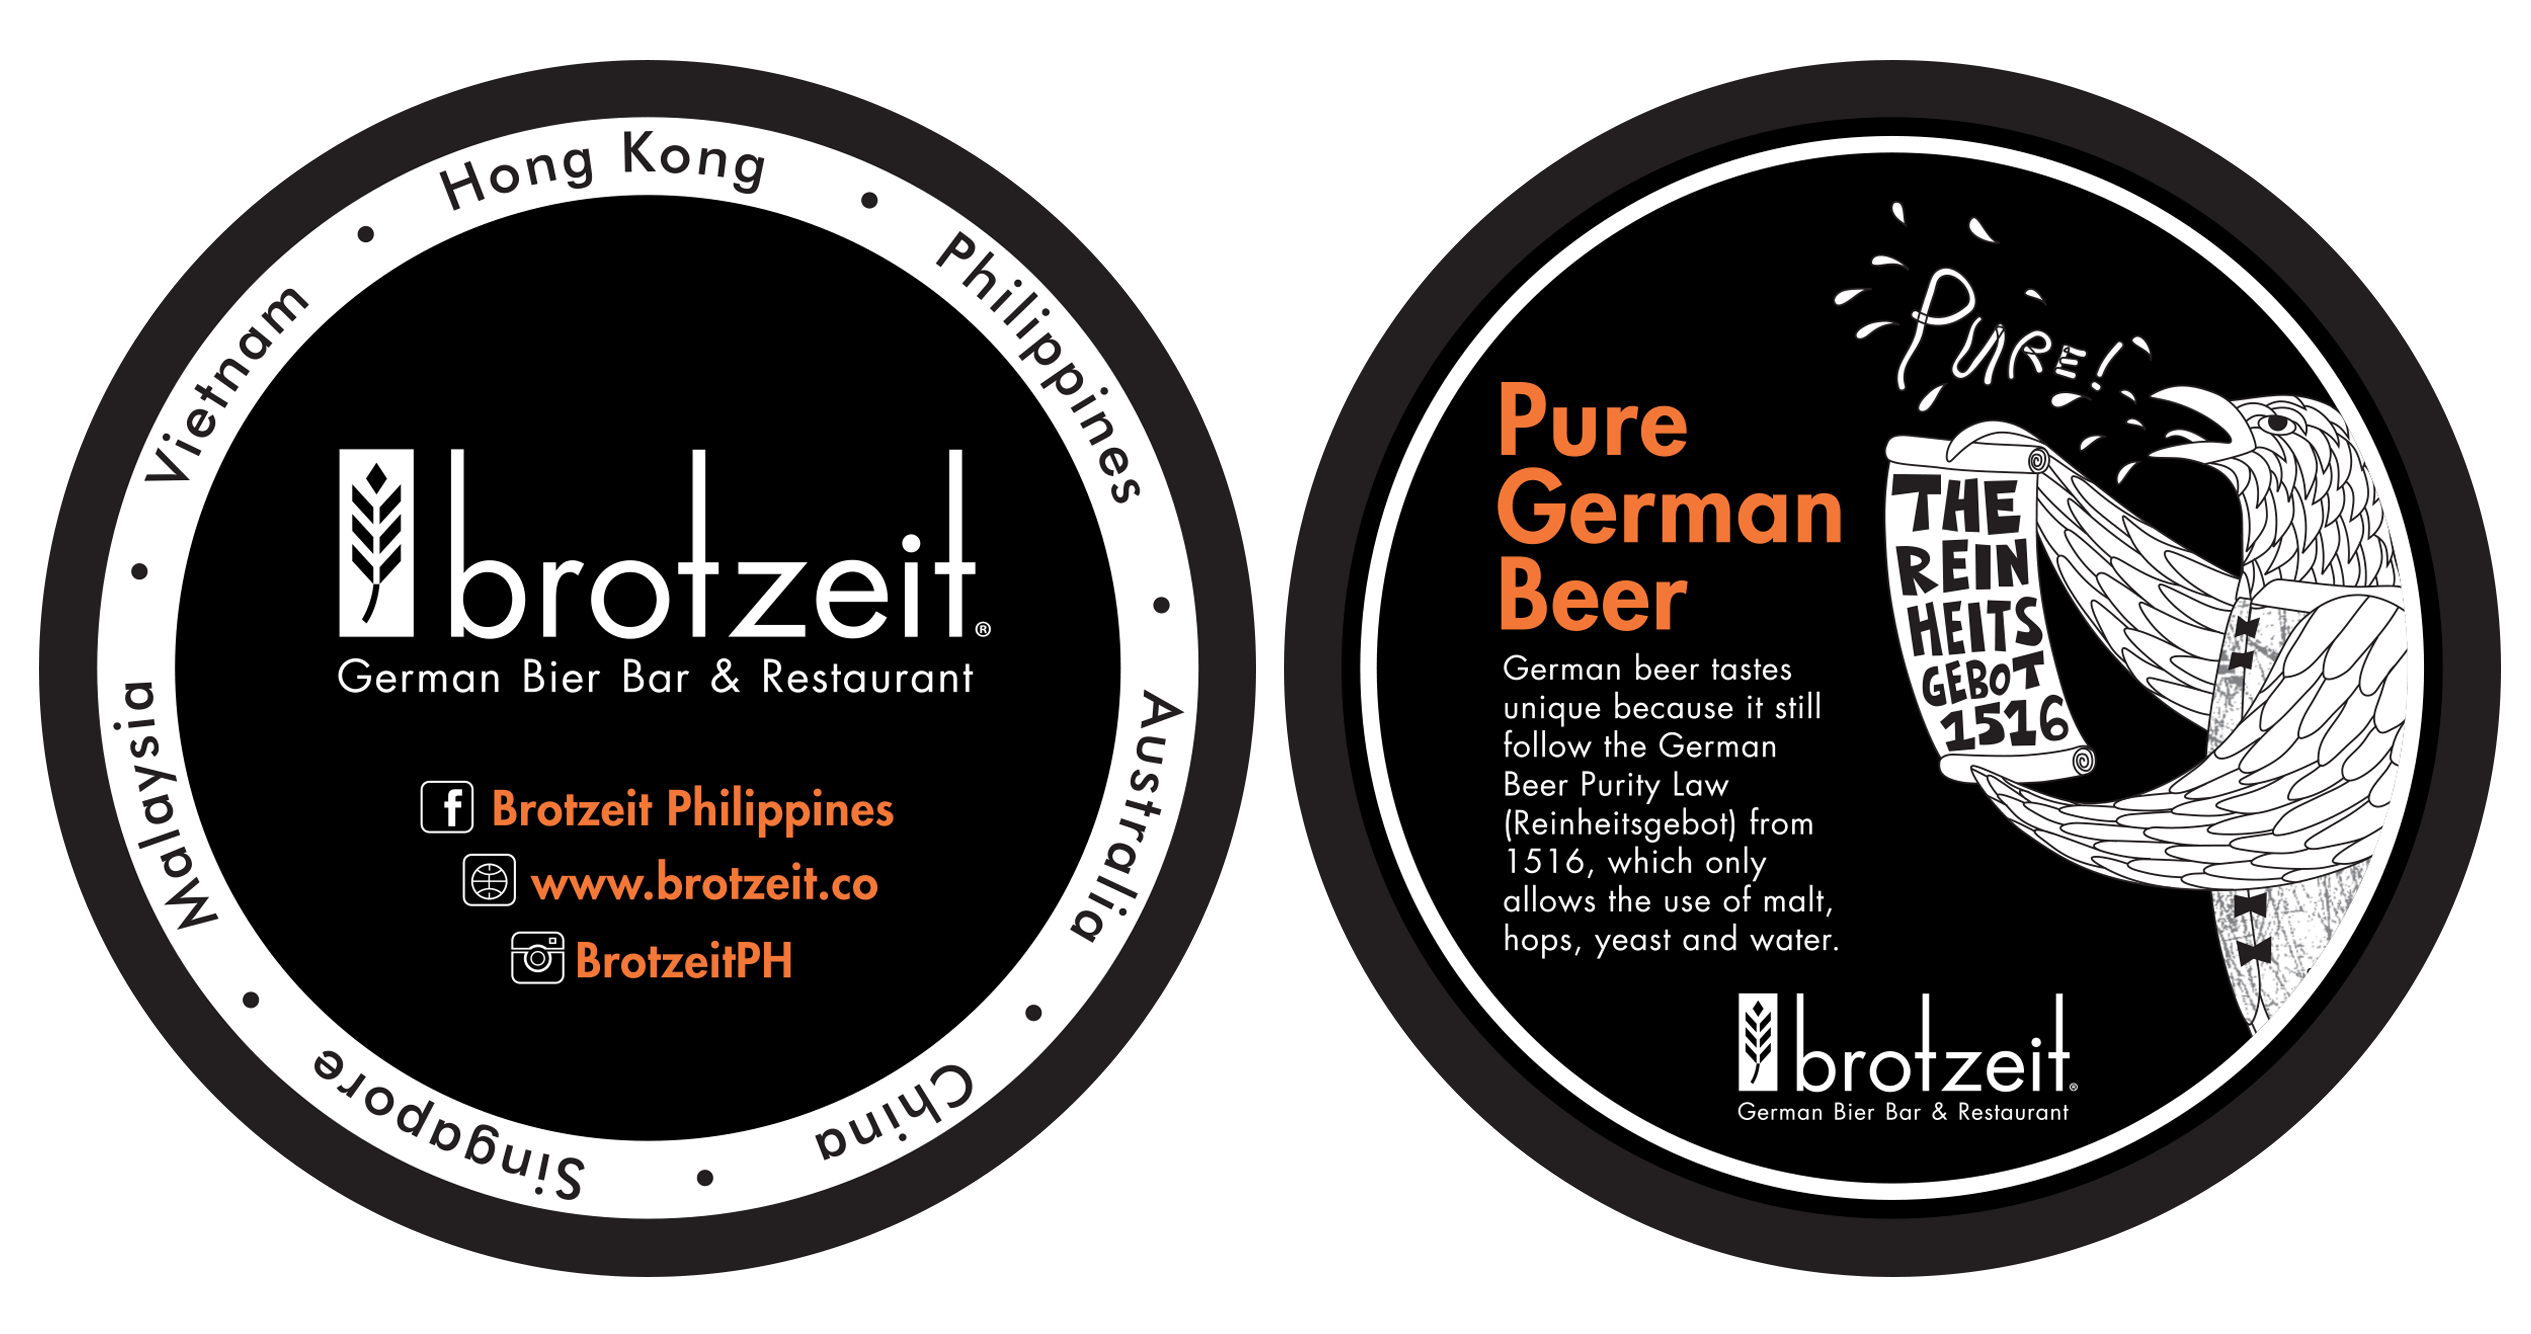 Hong Kong • Philippines • Australia • China • Singapore • Malaysia • Vietnam •
brotzeit®
German Bier Bar & Restaurant
f Brotzeit Philippines
www.brotzeit.co
BrotzeitPH
PURE!
Pure
German
Beer
German beer tastes
unique because it still
follow the German
Beer Purity Law
(Reinheitsgebot) from
1516, which only
allows the use of malt,
hops, yeast and water.
THE
REIN
HEITS
GEBOT
1516
brotzeit®
German Bier Bar & Restaurant